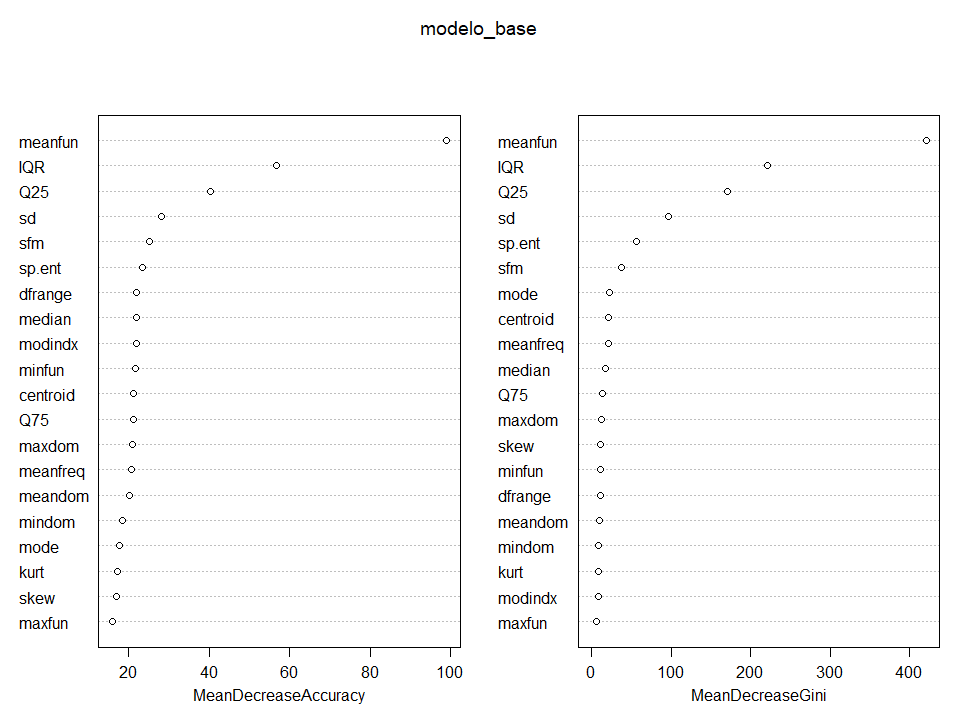 modelo_base
meanfun
IQR
Q25
sd
sfm
sp.ent
dfrange
median
modindx
minfun
centroid
Q75
maxdom
meanfreq
meandom
mindom
mode
kurt
skew
maxfun
20 40 60 80 100
MeanDecreaseAccuracy
meanfun
IQR
Q25
sd
sp.ent
sfm
mode
centroid
meanfreq
median
Q75
maxdom
skew
minfun
dfrange
meandom
mindom
kurt
modindx
maxfun
0 100 200 300 400
MeanDecreaseGini